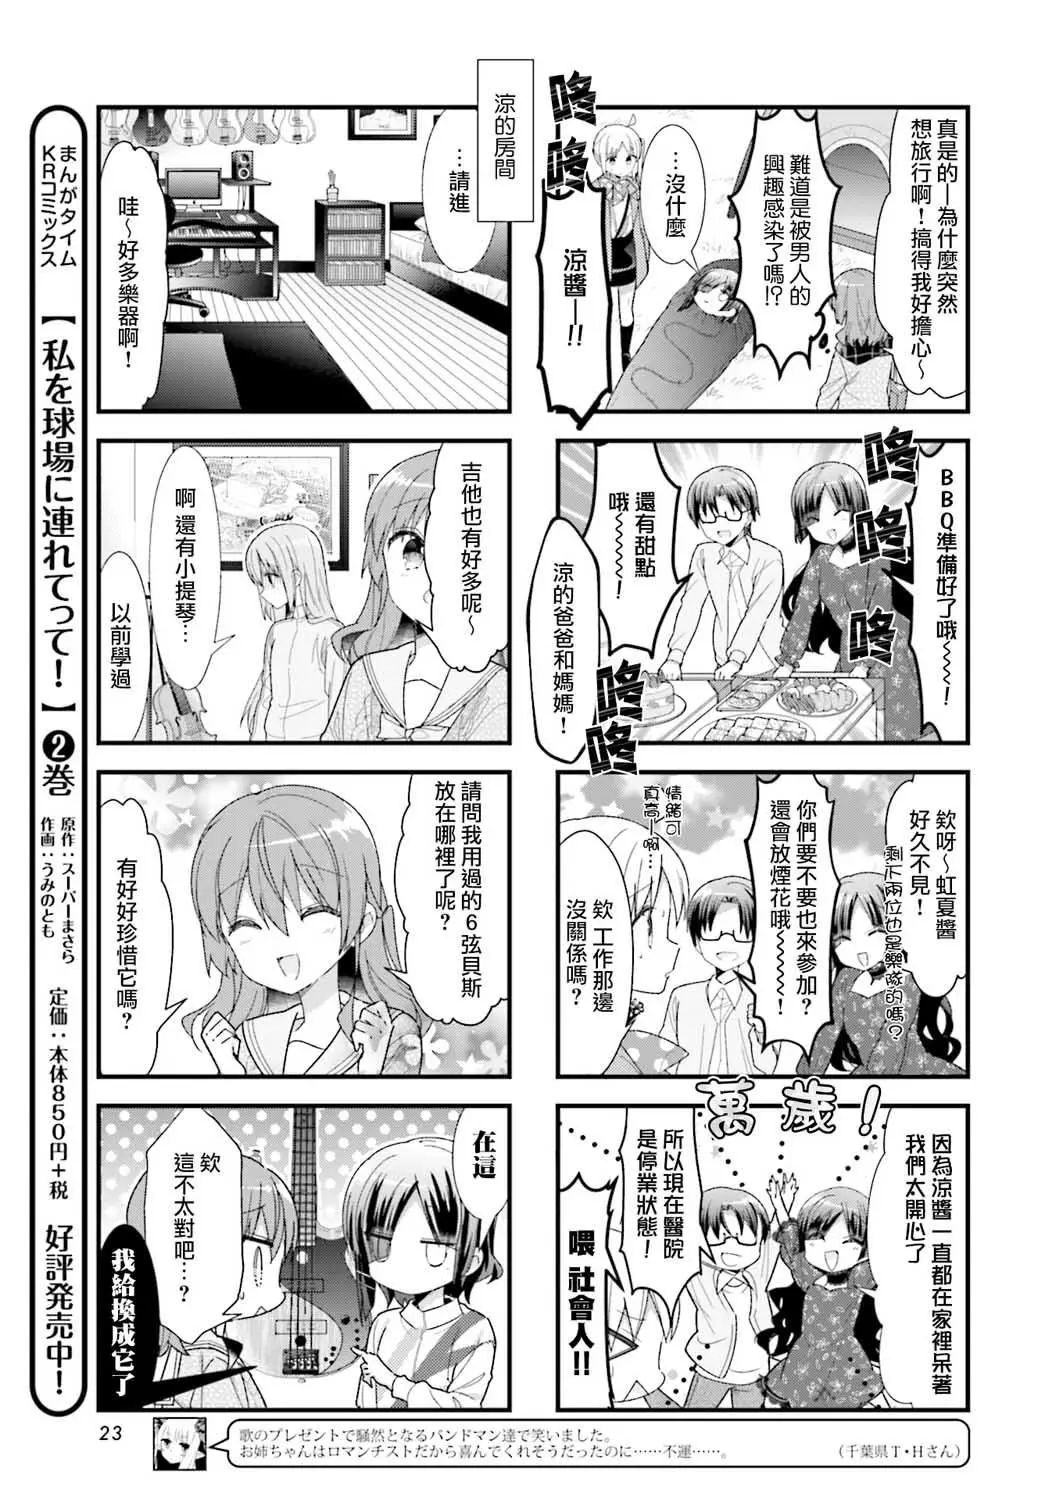 真是的—為什麼突然
想旅行啊！搞得我好擔心～
難道是被男人的
興趣感染了嗎!?
…沒什麼
咚
咚
涼醬—!!
BBQ準備好了哦～～～～！
還有甜點
哦～～～～
咚
咚
咚
涼的爸爸和媽媽！
咚
咚
欸呀～虹夏醬
好久不見！
剩下兩位也是樂隊的嗎？
你們要不要也來參加？
還會放煙花哦～～～～！
情緒可
真高—啊…
欸 工作那邊
沒關係嗎？
萬歲！
因為涼醬一直都在家裡呆著
我們太開心了
所以現在醫院
是停業狀態！
喂 社會人!!
涼的房間
…請進
哇～好多樂器啊！
吉他也有好多呢～
啊 還有小提琴…
以前學過
請問我用過的6弦貝斯
放在哪裡了呢？
有好好珍惜它嗎？
在這
欸
這不太對吧…？
我給換成它了
まんがタイム
KRコミックス
【私を球場に連れてって！】❷巻
原作：スーパーまさら
作画：うみのとも
定価：本体850円＋税
好評発売中！
23
歌のプレゼントで騒然となるバンドマン達で笑いました。
お姉ちゃんはロマンチストだから喜んでくれそうだったのに……不運……。
（千葉県T・Hさん）